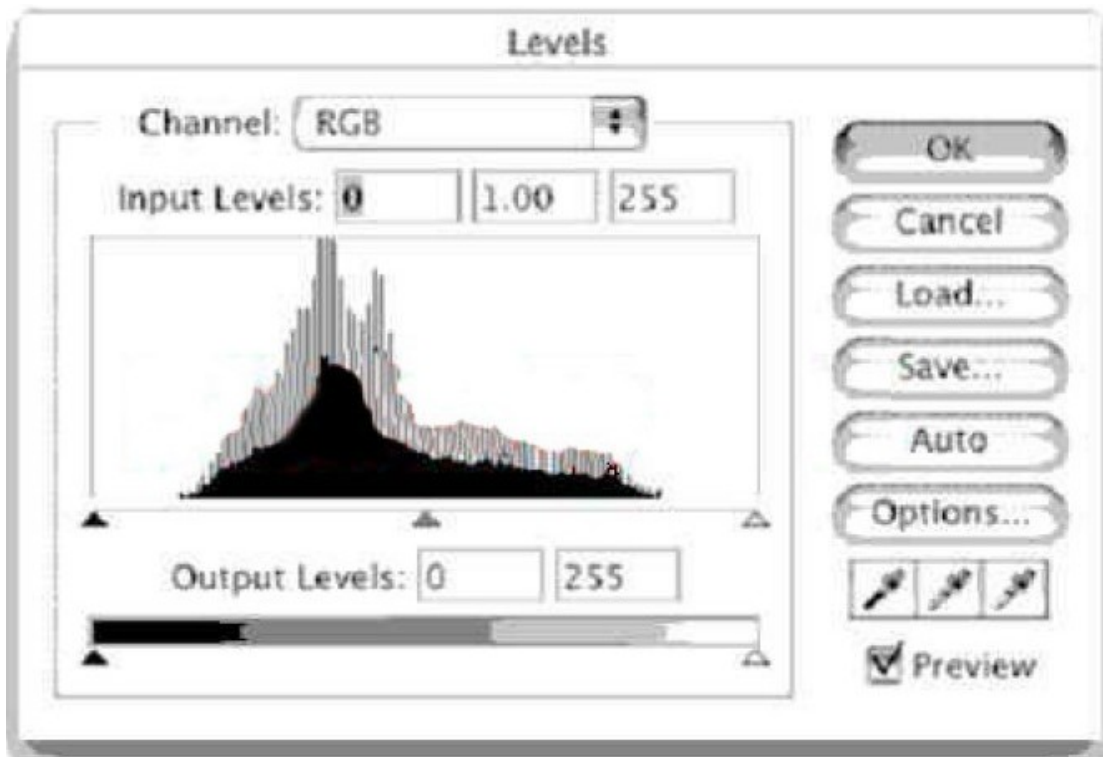 Levels
Channel: RGB
Input Levels: 0 1.00 255
Output Levels: 0 255
OK
Cancel
Load...
Save...
Auto
Options...
Preview